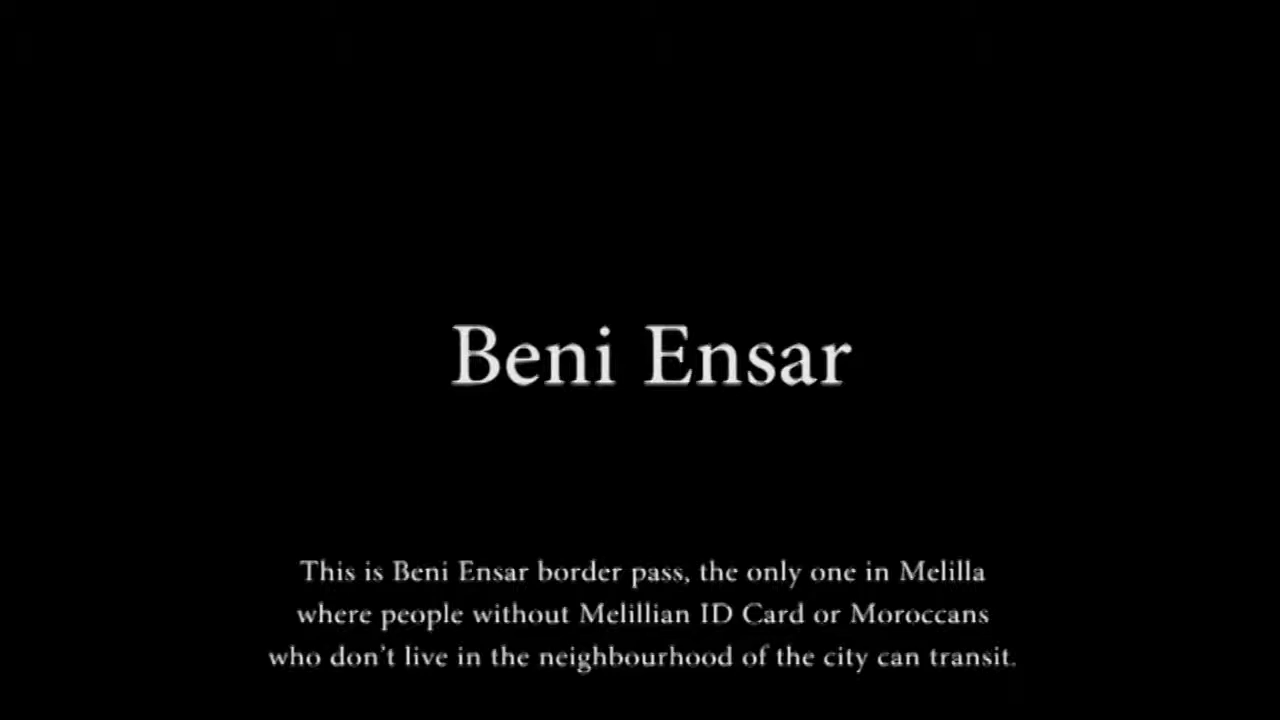 Beni Ensar
This is Beni Ensar border pass, the only one in Melilla
where people without Melillian ID Card or Moroccans
who don't live in the neighbourhood of the city can transit.